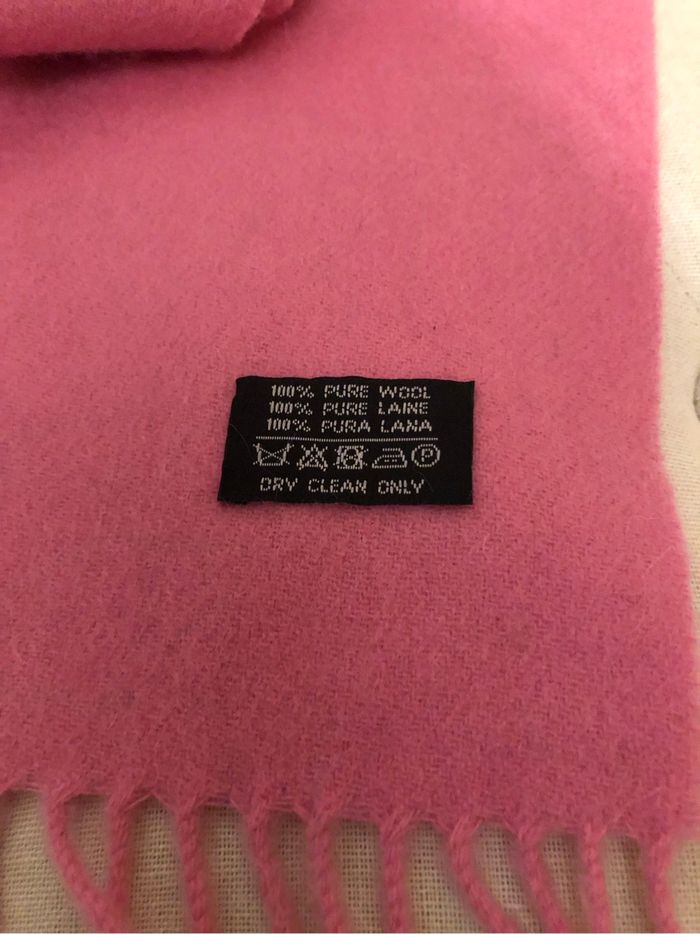 100% PURE WOOL
100% PURE LAINE
100% PURA LANA
P
DRY CLEAN ONLY